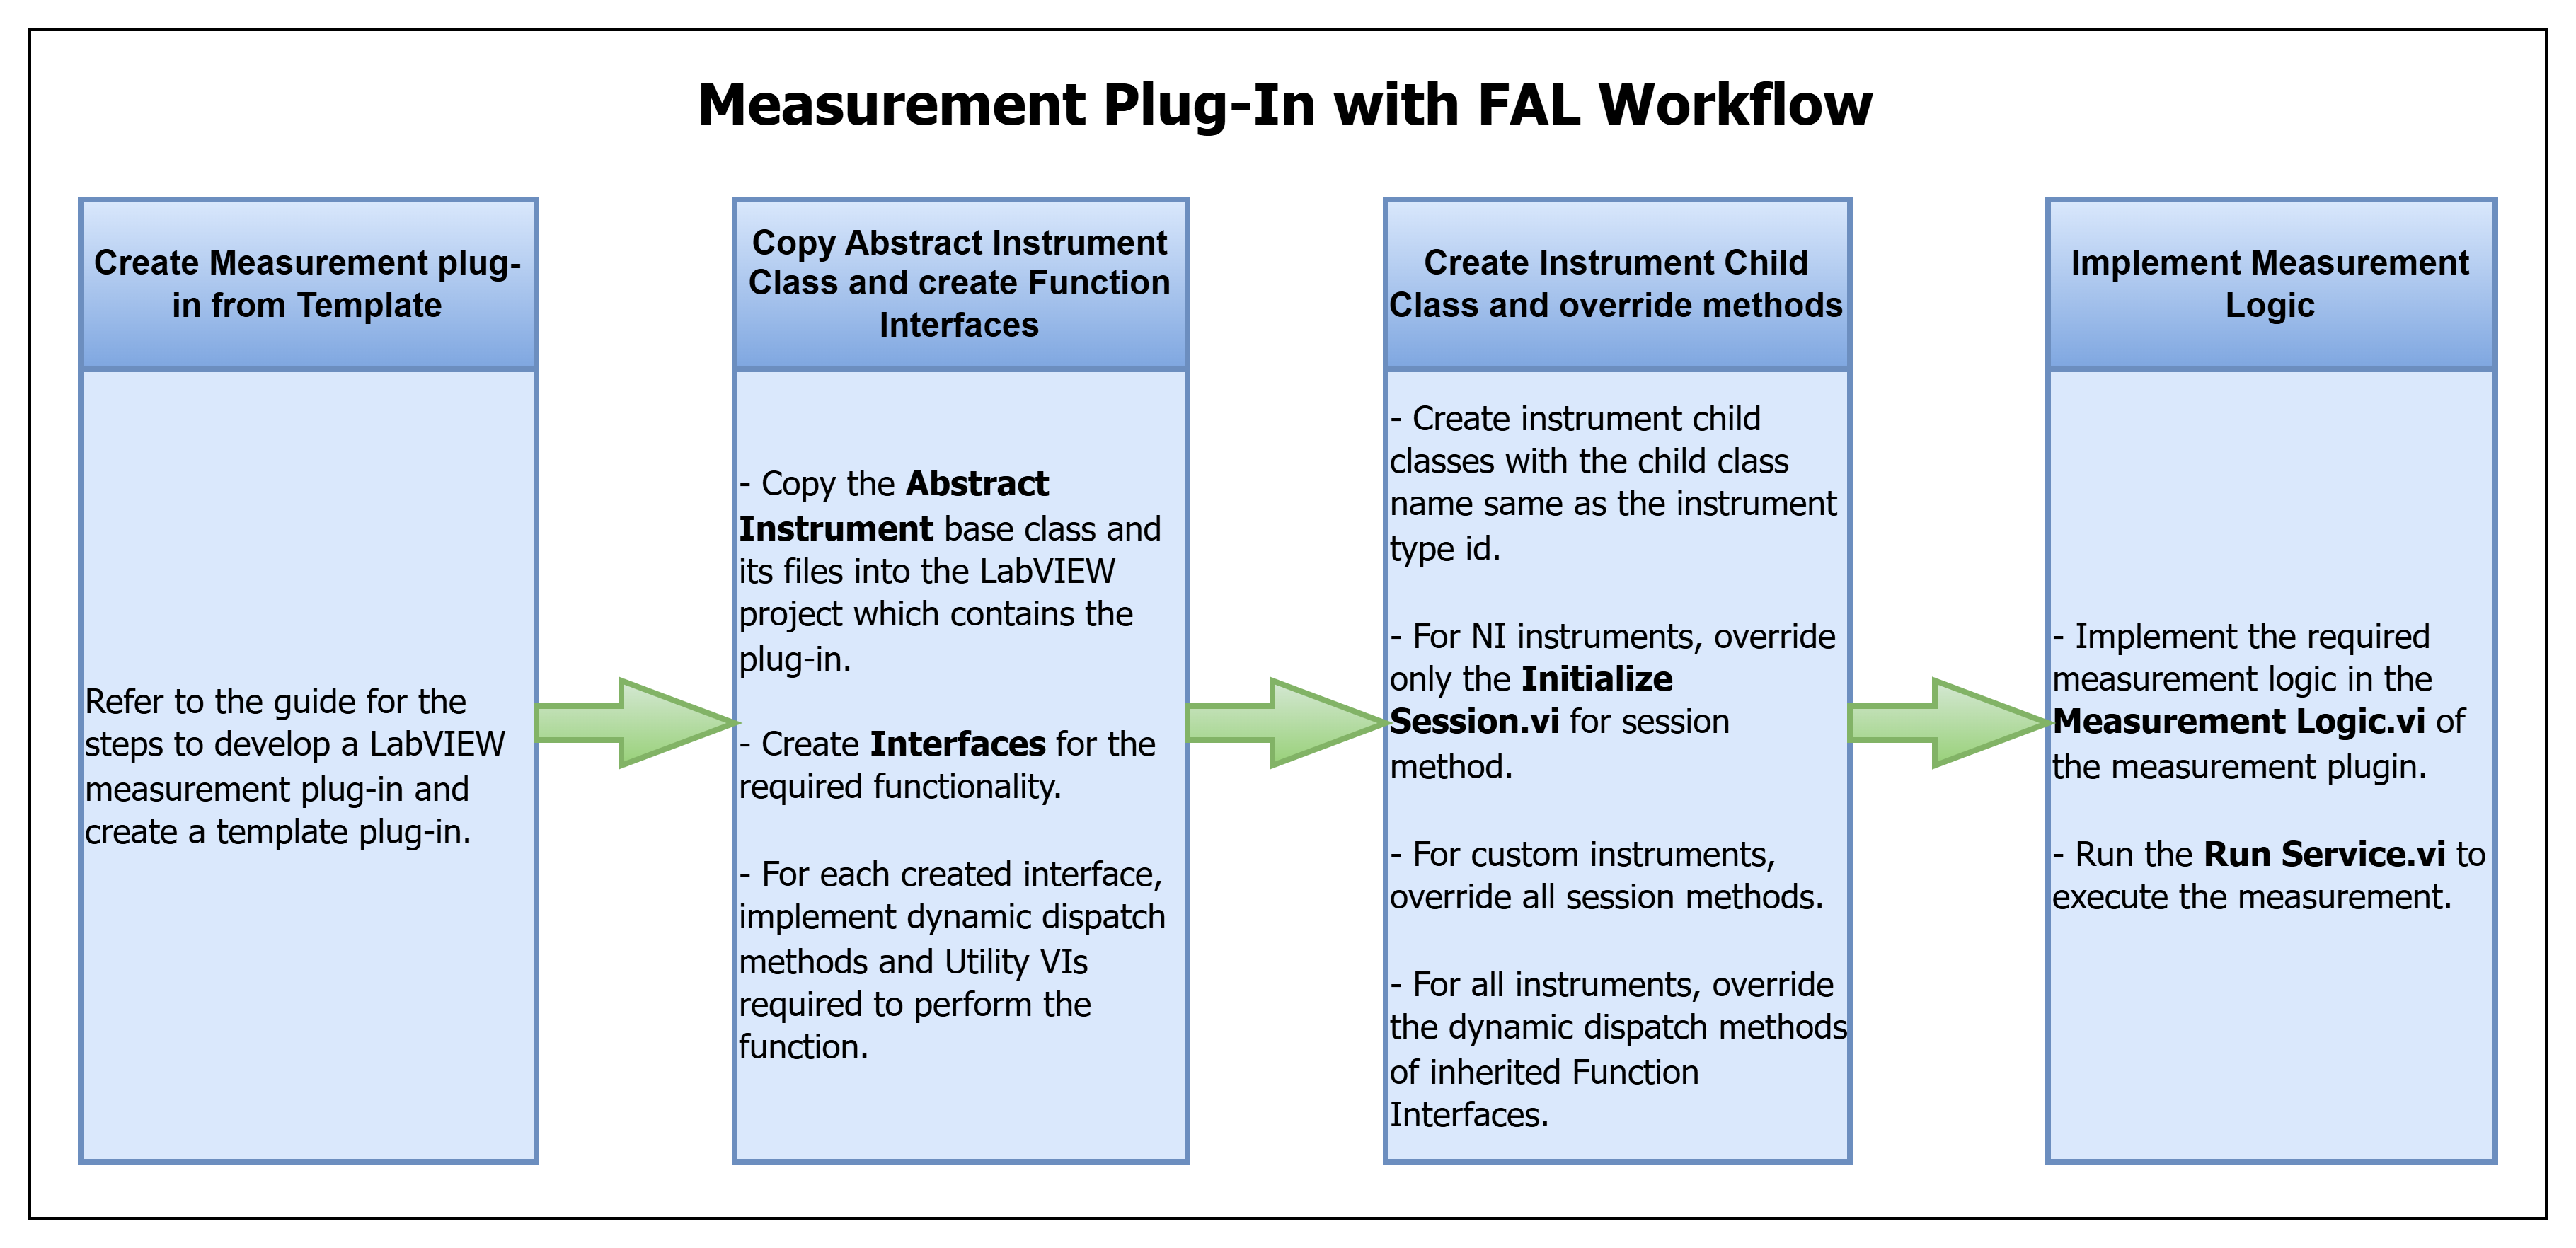 Measurement Plug-In with FAL Workflow
Create Measurement plug-
in from Template
Refer to the guide for the
steps to develop a LabVIEW
measurement plug-in and
create a template plug-in.
Copy Abstract Instrument
Class and create Function
Interfaces
- Copy the Abstract
Instrument base class and
its files into the LabVIEW
project which contains the
plug-in.
- Create Interfaces for the
required functionality.
- For each created interface,
implement dynamic dispatch
methods and Utility VIs
required to perform the
function.
Create Instrument Child
Class and override methods
- Create instrument child
classes with the child class
name same as the instrument
type id.
- For NI instruments, override
only the Initialize
Session.vi for session
method.
- For custom instruments,
override all session methods.
- For all instruments, override
the dynamic dispatch methods
of inherited Function
Interfaces.
Implement Measurement
Logic
- Implement the required
measurement logic in the
Measurement Logic.vi of
the measurement plugin.
- Run the Run Service.vi to
execute the measurement.